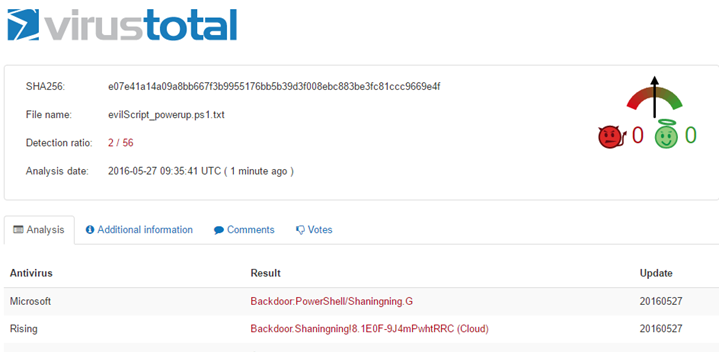 virustotal
SHA256: e07e41a14a09a8bb667f3b9955176bb5b39d3f008ebc883be3fc81ccc9669e4f
File name: evilScript_powerup.ps1.txt
Detection ratio: 2 / 56
Analysis date: 2016-05-27 09:35:41 UTC ( 1 minute ago )
0 0
Analysis Additional information Comments Votes
Antivirus Result Update
Microsoft Backdoor:PowerShell/Shaningning.G 20160527
Rising Backdoor.Shaningning!8.1E0F-9J4mPwhtRRC (Cloud) 20160527